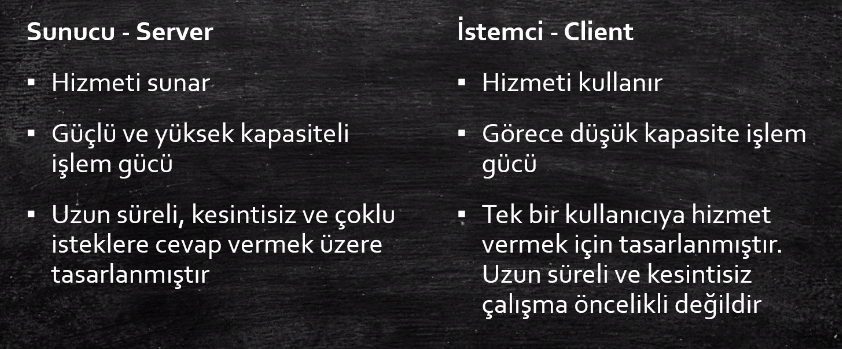 Sunucu - Server
▪ Hizmeti sunar
▪ Güçlü ve yüksek kapasiteli
işlem gücü
▪ Uzun süreli, kesintisiz ve çoklu
isteklere cevap vermek üzere
tasarlanmıştır
İstemci - Client
▪ Hizmeti kullanır
▪ Görece düşük kapasite işlem
gücü
▪ Tek bir kullanıcıya hizmet
vermek için tasarlanmıştır.
Uzun süreli ve kesintisiz
çalışma öncelikli değildir